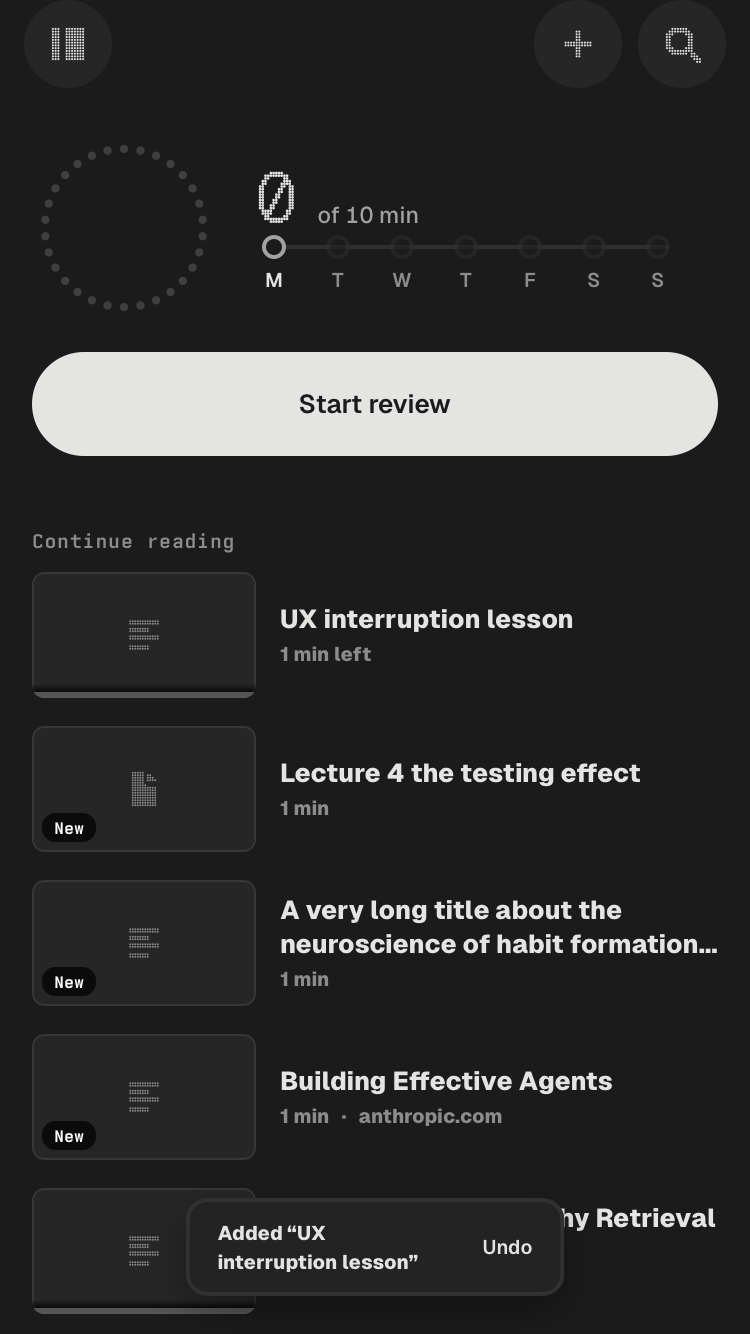 0 of 10 min
M T W T F S S
Start review
Continue reading
UX interruption lesson
1 min left
Lecture 4 the testing effect
1 min
New
A very long title about the
neuroscience of habit formation…
1 min
New
Building Effective Agents
1 min · anthropic.com
New
Retrieval
Added “UX
interruption lesson”
Undo